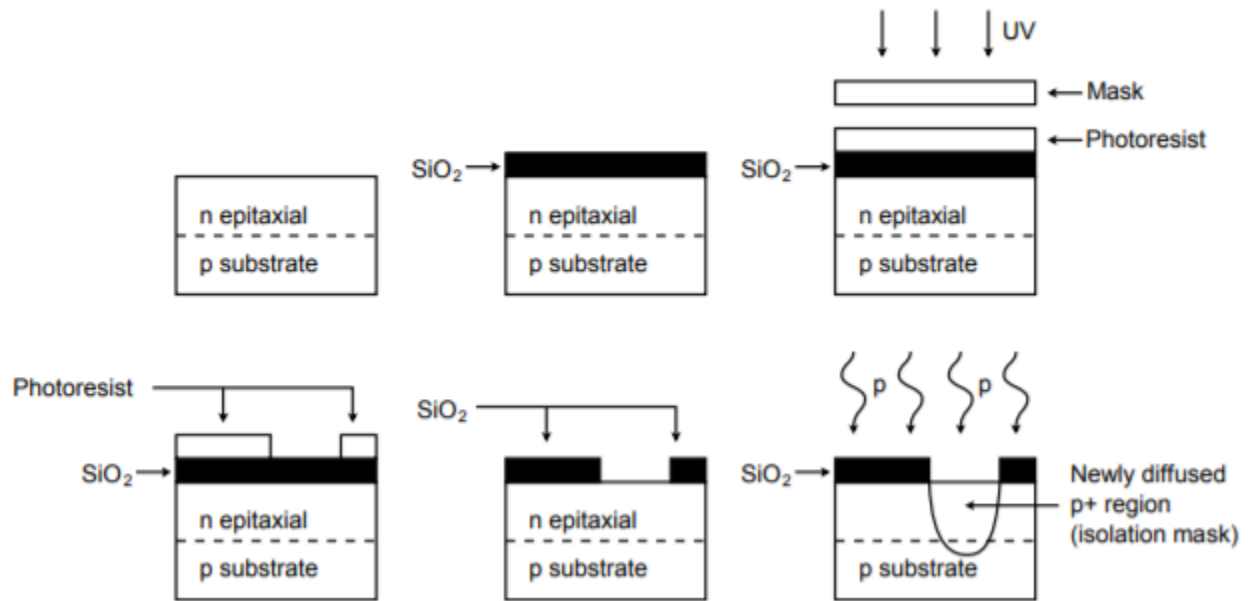 UV
Mask
Photoresist
SiO₂
SiO₂
n epitaxial
p substrate
n epitaxial
p substrate
n epitaxial
p substrate
Photoresist
SiO₂
n epitaxial
p substrate
SiO₂
n epitaxial
p substrate
p p
SiO₂
Newly diffused
p+ region
(isolation mask)
p substrate